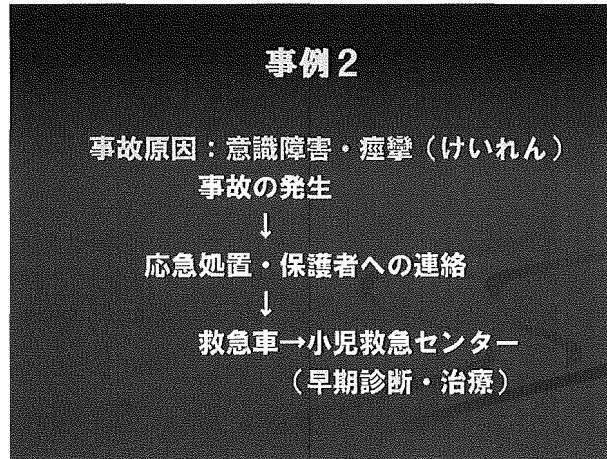 事例2
事故原因：意識障害・痙攣（けいれん）
事故の発生
↓
応急処置・保護者への連絡
↓
救急車→小児救急センター
（早期診断・治療）